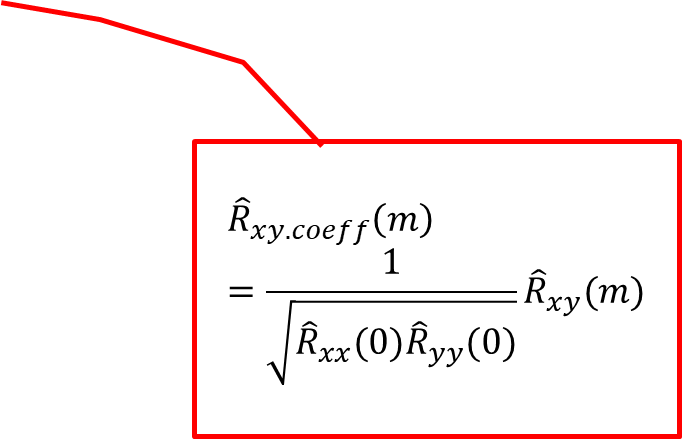 R̂xy.coeff(m)
1
= ──────────── R̂xy(m)
√R̂xx(0)R̂yy(0)